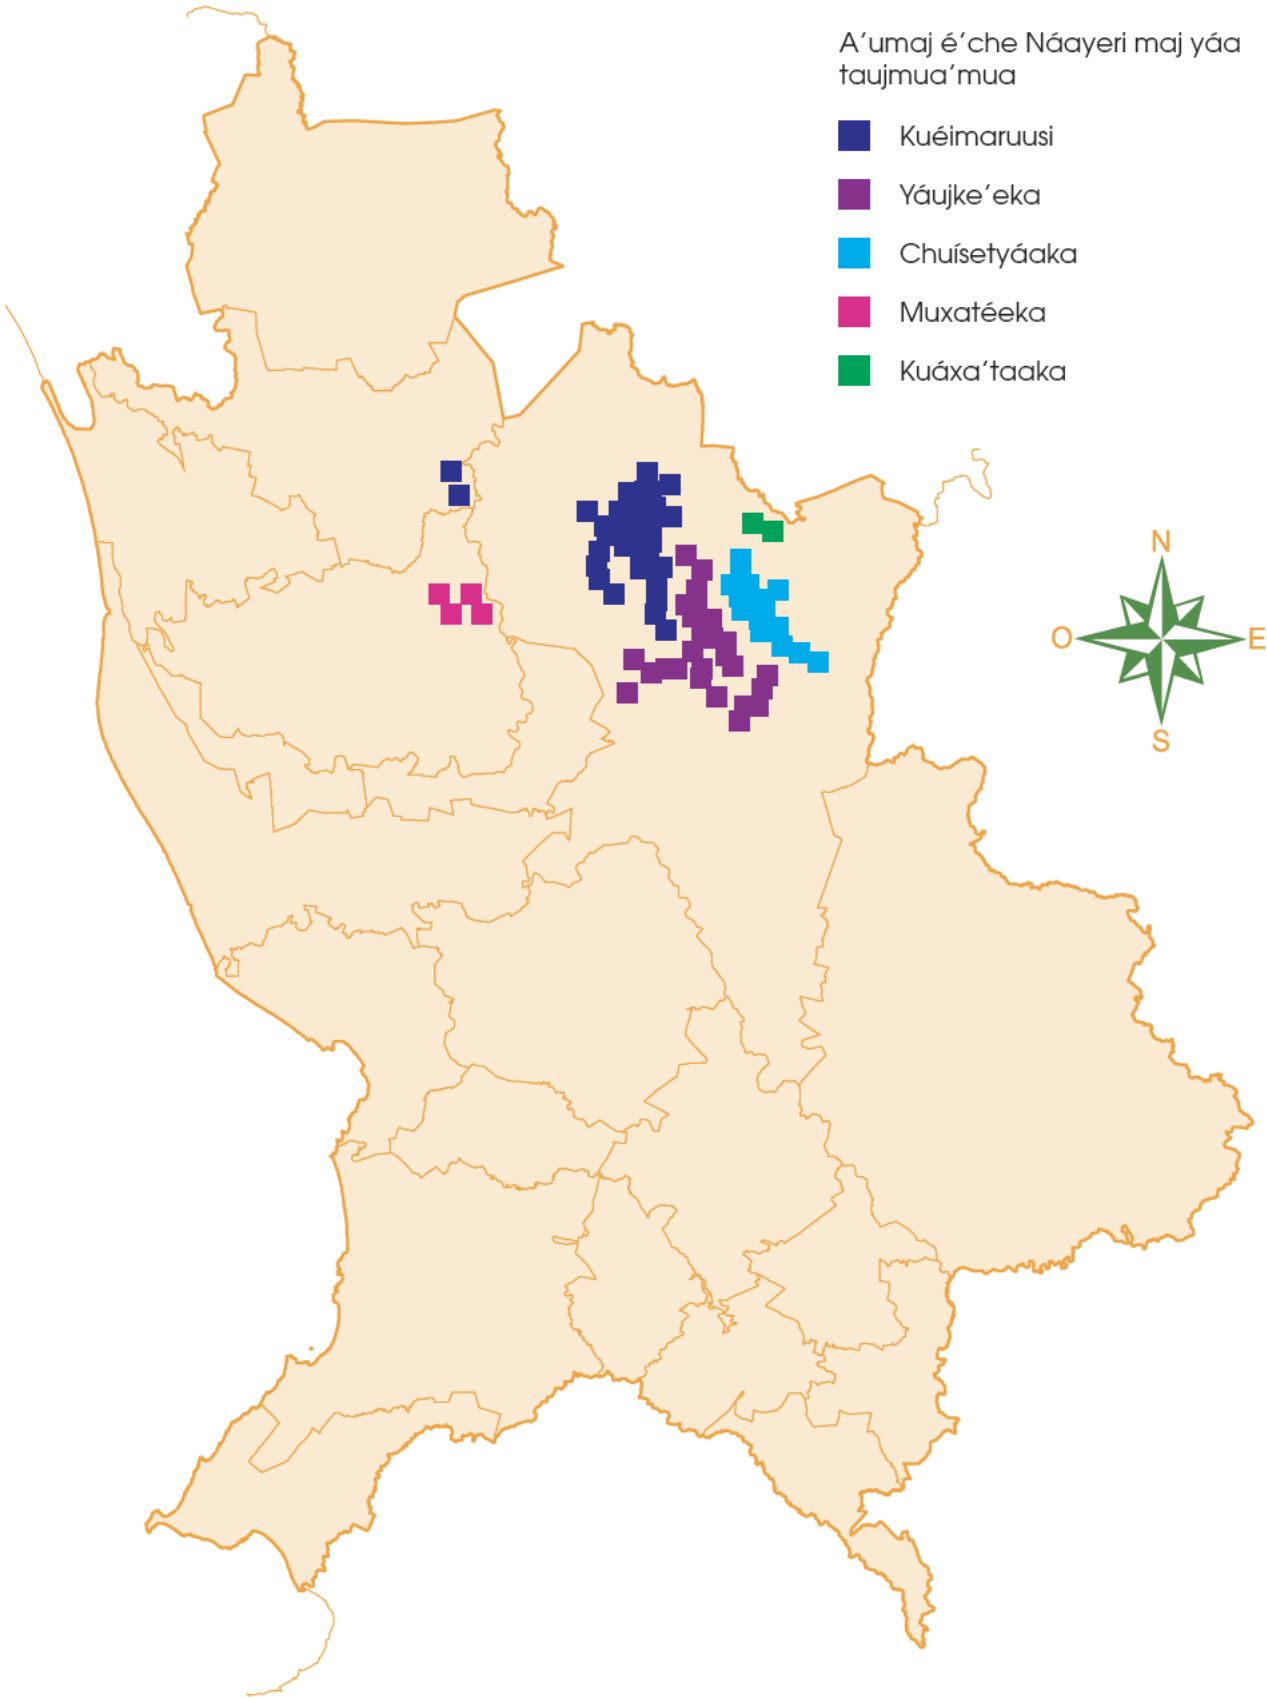 A’umaj é’che Náayeri maj yáa
taujmua’mua
Kuéimaruusi
Yáujke’eka
Chuísetyáaka
Muxatéeka
Kuáxa’taaka
N
O
E
S